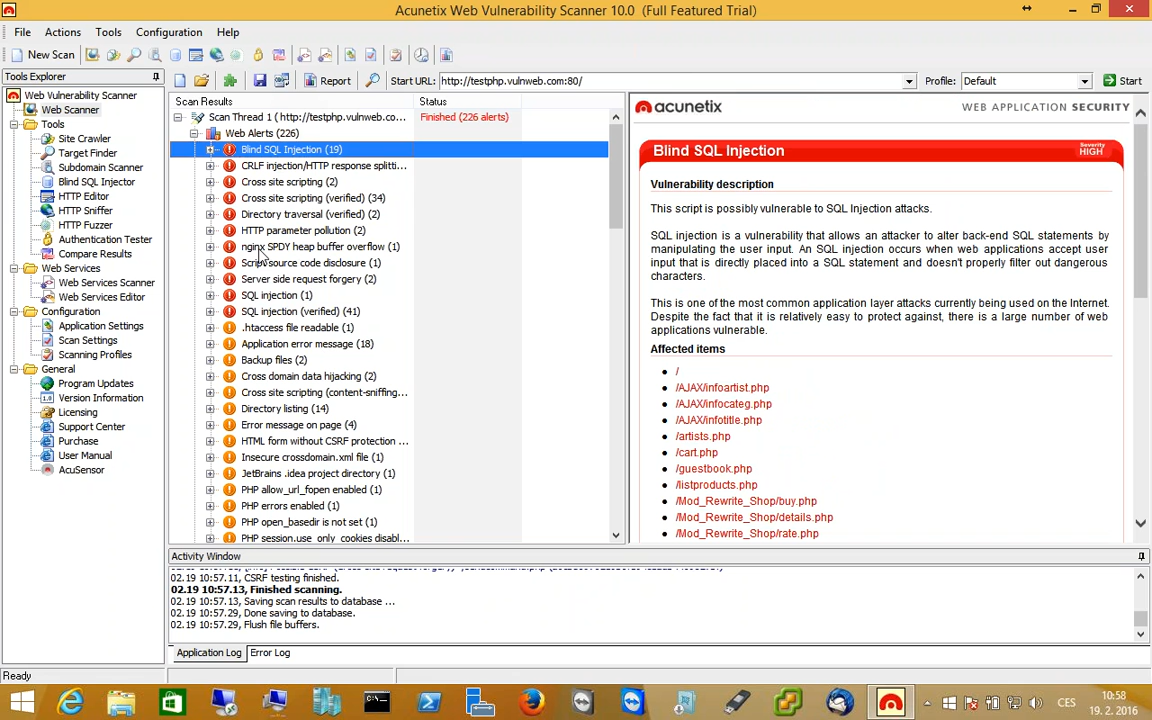 Acunetix Web Vulnerability Scanner 10.0 (Full Featured Trial)
File Actions Tools Configuration Help
New Scan
Tools Explorer
Report
Start URL: http://testphp.vulnweb.com:80/
Profile: Default
Start
Web Vulnerability Scanner
Web Scanner
Tools
Site Crawler
Target Finder
Subdomain Scanner
Blind SQL Injector
HTTP Editor
HTTP Sniffer
HTTP Fuzzer
Authentication Tester
Compare Results
Web Services
Web Services Scanner
Web Services Editor
Configuration
Application Settings
Scan Settings
Scanning Profiles
General
Program Updates
Version Information
Licensing
Support Center
Purchase
User Manual
AcuSensor
Scan Results Status
Scan Thread 1 ( http://testphp.vulnweb.co... Finished (226 alerts)
Web Alerts (226)
Blind SQL Injection (19)
CRLF injection/HTTP response splitti...
Cross site scripting (2)
Cross site scripting (verified) (34)
Directory traversal (verified) (2)
HTTP parameter pollution (2)
nginx SPDY heap buffer overflow (1)
Script source code disclosure (1)
Server side request forgery (2)
SQL injection (1)
SQL injection (verified) (41)
.htaccess file readable (1)
Application error message (18)
Backup files (2)
Cross domain data hijacking (2)
Cross site scripting (content-sniffing...
Directory listing (14)
Error message on page (4)
HTML form without CSRF protection ...
Insecure crossdomain.xml file (1)
JetBrains .idea project directory (1)
PHP allow_url_fopen enabled (1)
PHP errors enabled (1)
PHP open_basedir is not set (1)
PHP session.use_only_cookies disabl...
acunetix WEB APPLICATION SECURITY
Blind SQL Injection
Severity
HIGH
Vulnerability description
This script is possibly vulnerable to SQL Injection attacks.
SQL injection is a vulnerability that allows an attacker to alter back-end SQL statements by
manipulating the user input. An SQL injection occurs when web applications accept user
input that is directly placed into a SQL statement and doesn't properly filter out dangerous
characters.
This is one of the most common application layer attacks currently being used on the Internet.
Despite the fact that it is relatively easy to protect against, there is a large number of web
applications vulnerable.
Affected items
/
/AJAX/infoartist.php
/AJAX/infocateg.php
/AJAX/infotitle.php
/artists.php
/cart.php
/guestbook.php
/listproducts.php
/Mod_Rewrite_Shop/buy.php
/Mod_Rewrite_Shop/details.php
/Mod_Rewrite_Shop/rate.php
Activity Window
02.19 10:57.11, CSRF testing finished.
02.19 10:57.13, Finished scanning.
02.19 10:57.13, Saving scan results to database ...
02.19 10:57.29, Done saving to database.
02.19 10:57.29, Flush file buffers.
Application Log Error Log
Ready
CES
10:58
19. 2. 2016